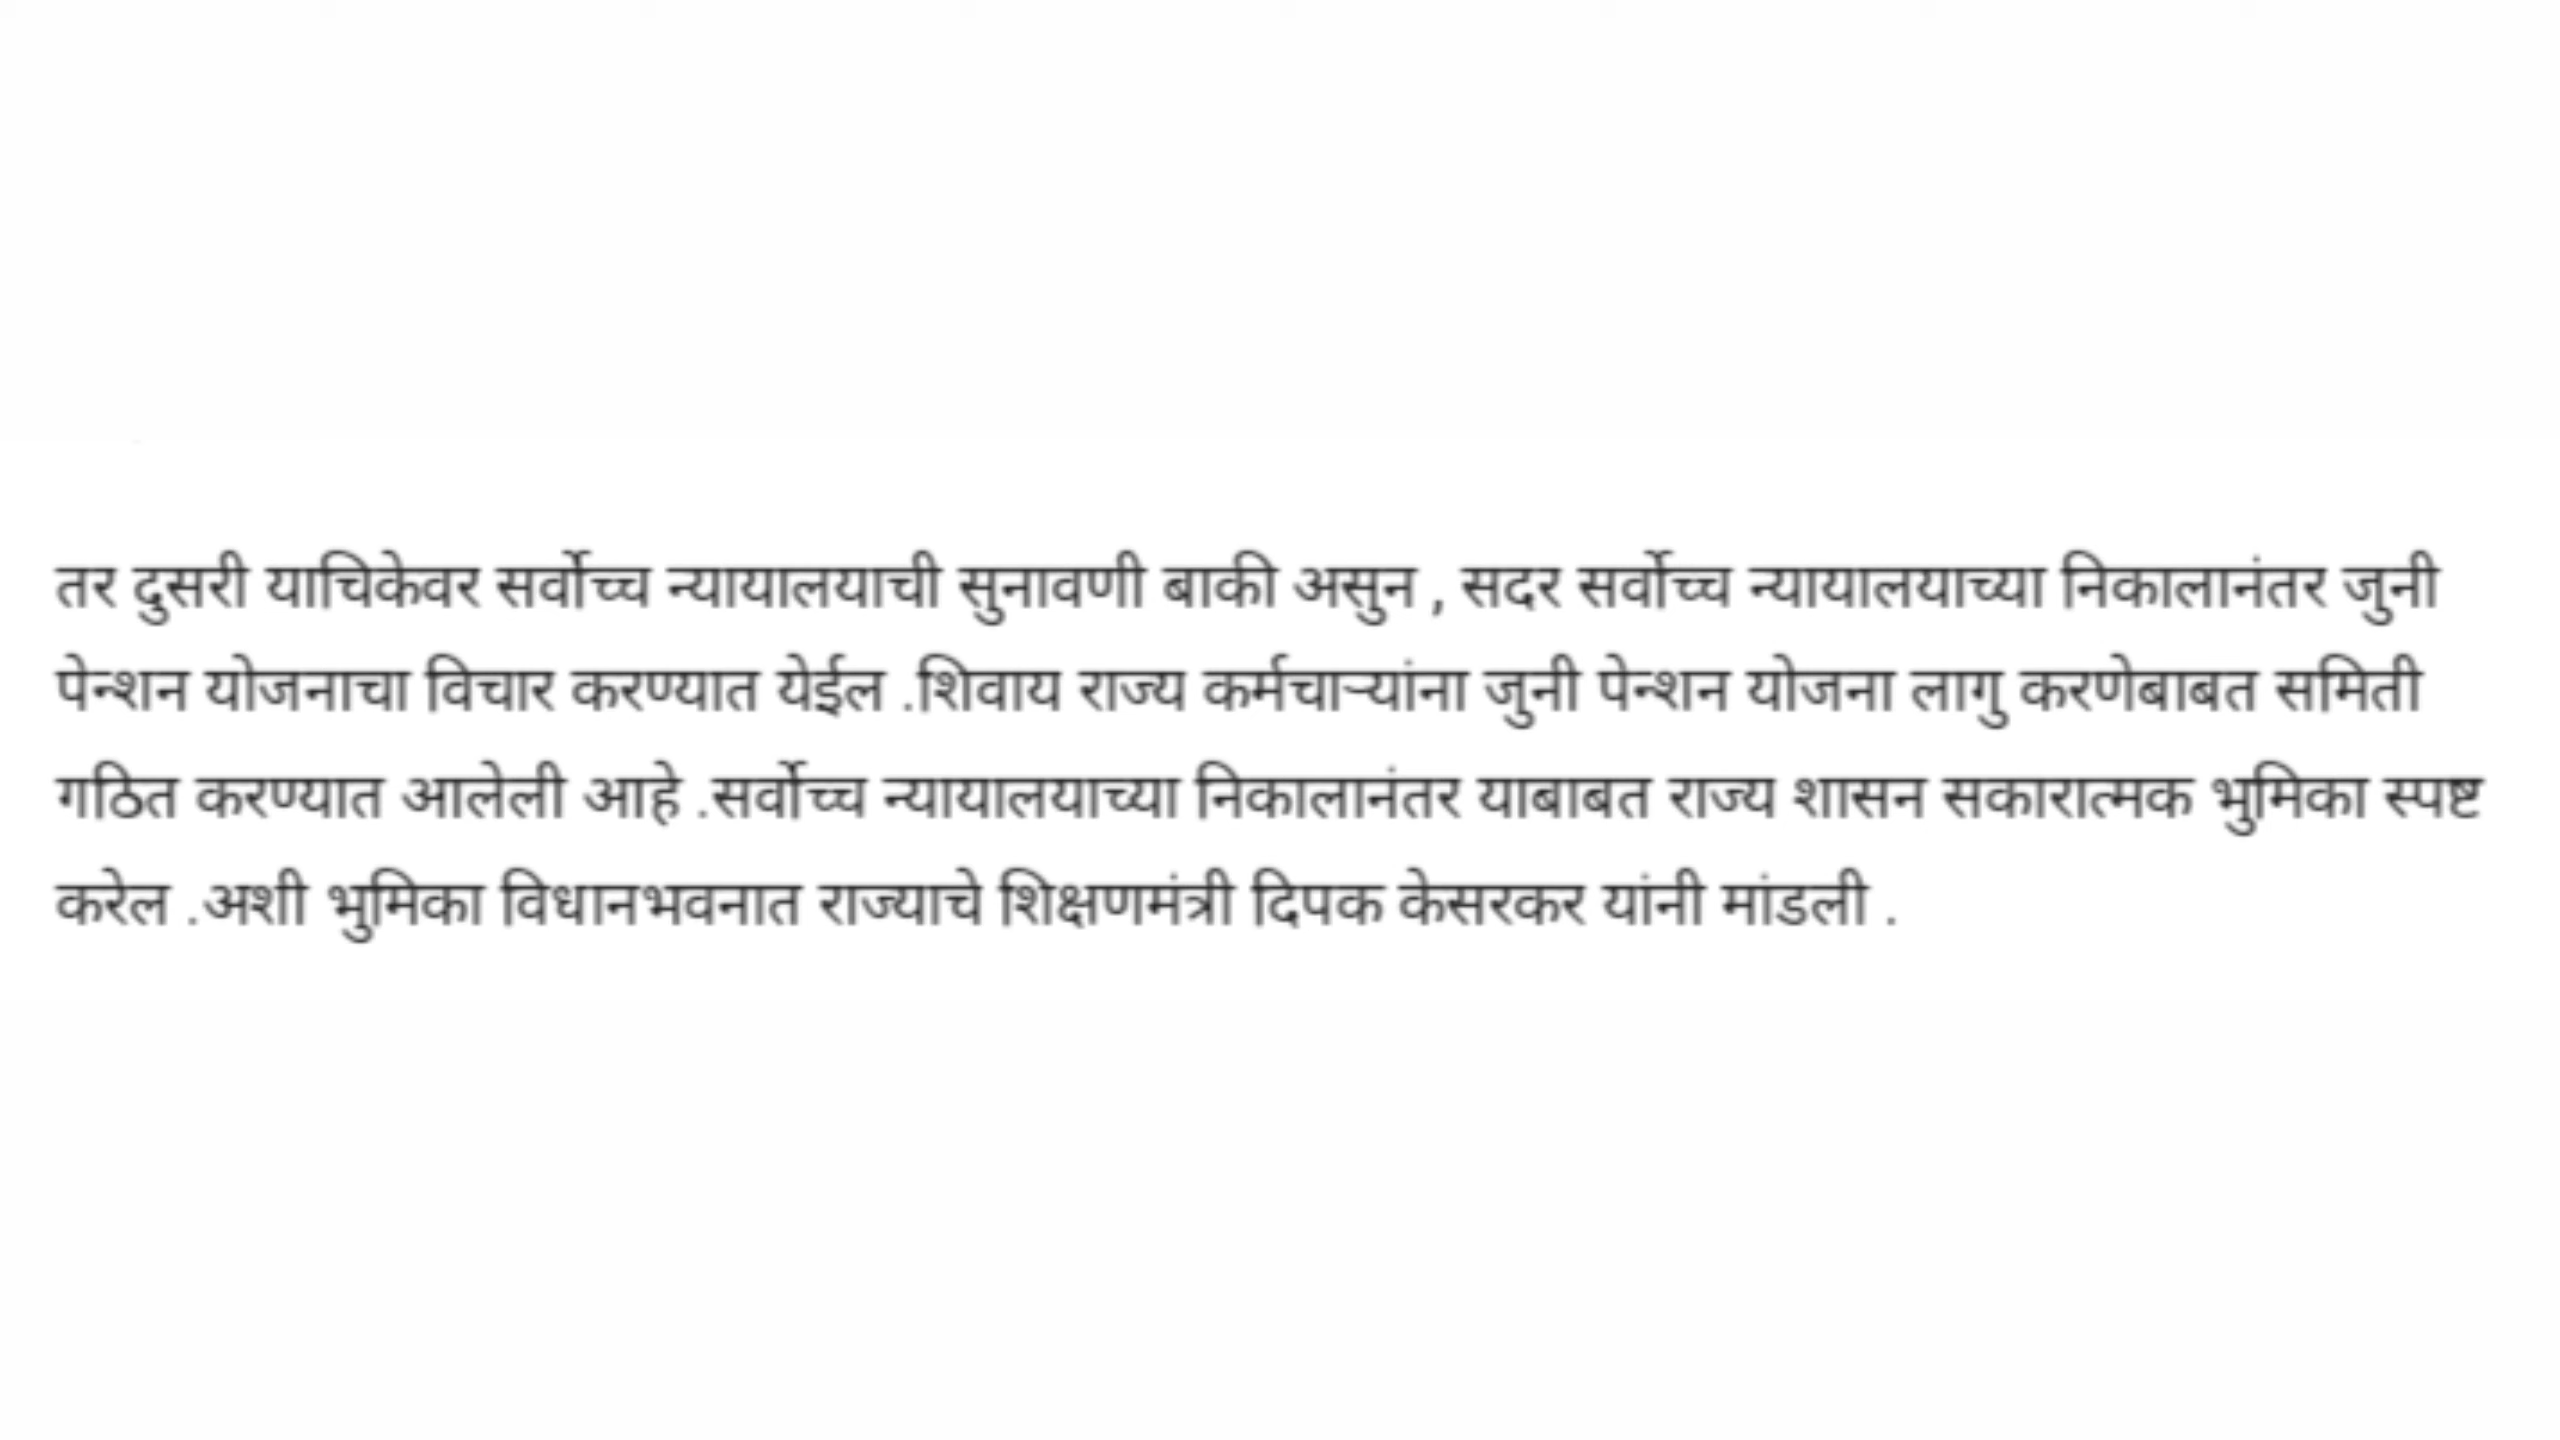 तर दुसरी याचिकेवर सर्वोच्च न्यायालयाची सुनावणी बाकी असुन , सदर सर्वोच्च न्यायालयाच्या निकालानंतर जुनी
पेन्शन योजनाचा विचार करण्यात येईल .शिवाय राज्य कर्मचाऱ्यांना जुनी पेन्शन योजना लागु करणेबाबत समिती
गठित करण्यात आलेली आहे .सर्वोच्च न्यायालयाच्या निकालानंतर याबाबत राज्य शासन सकारात्मक भुमिका स्पष्ट
करेल .अशी भुमिका विधानभवनात राज्याचे शिक्षणमंत्री दिपक केसरकर यांनी मांडली .